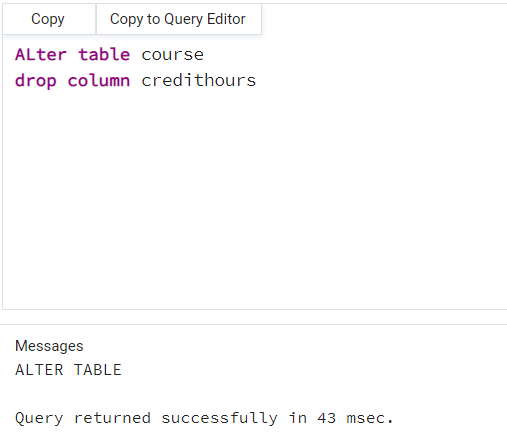 Copy Copy to Query Editor
ALter table course
drop column credithours
Messages
ALTER TABLE
Query returned successfully in 43 msec.